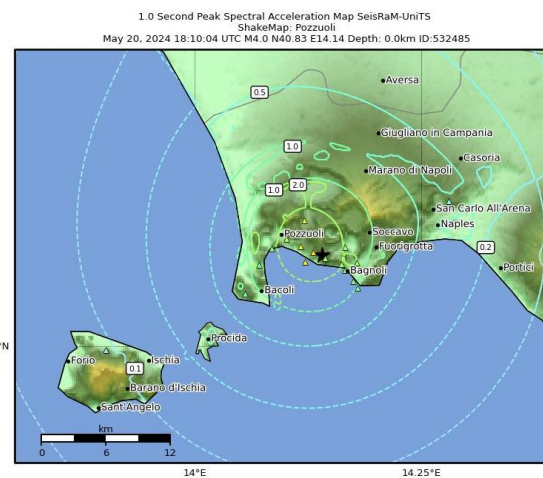 1.0 Second Peak Spectral Acceleration Map SeisRaM-UniTS
ShakeMap: Pozzuoli
May 20, 2024 18:10:04 UTC M4.0 N40.83 E14.14 Depth: 0.0km ID:532485
Aversa
0.5
Giugliano in Campania
1.0
Casoria
Marano di Napoli
1.0
2.0
San Carlo All'Arena
Naples
Pozzuoli
Soccavo
Fuorigrotta
0.2
Bagnoli
Portici
Bacoli
Procida
°N
Forio
Ischia
0.1
Barano d'Ischia
Sant'Angelo
km
0 6 12
14°E
14.25°E